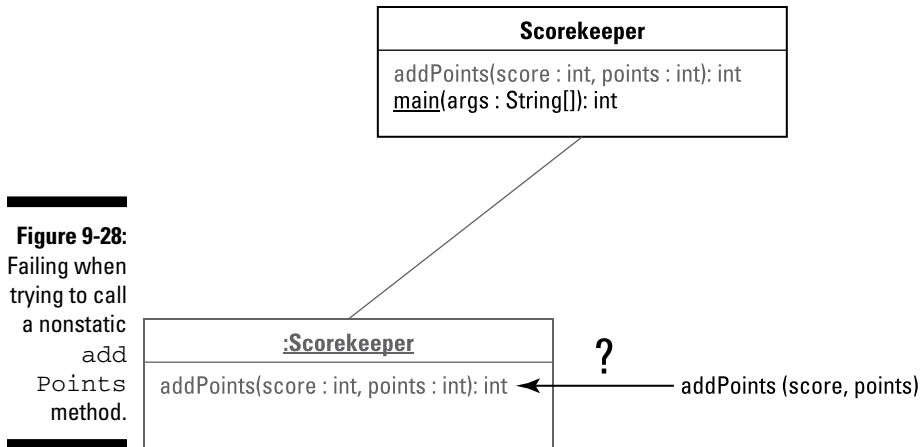 Scorekeeper
addPoints(score : int, points : int): int
main(args : String[]): int
Figure 9-28:
Failing when
trying to call
a nonstatic
add
Points
method.
:Scorekeeper
addPoints(score : int, points : int): int
?
addPoints (score, points)